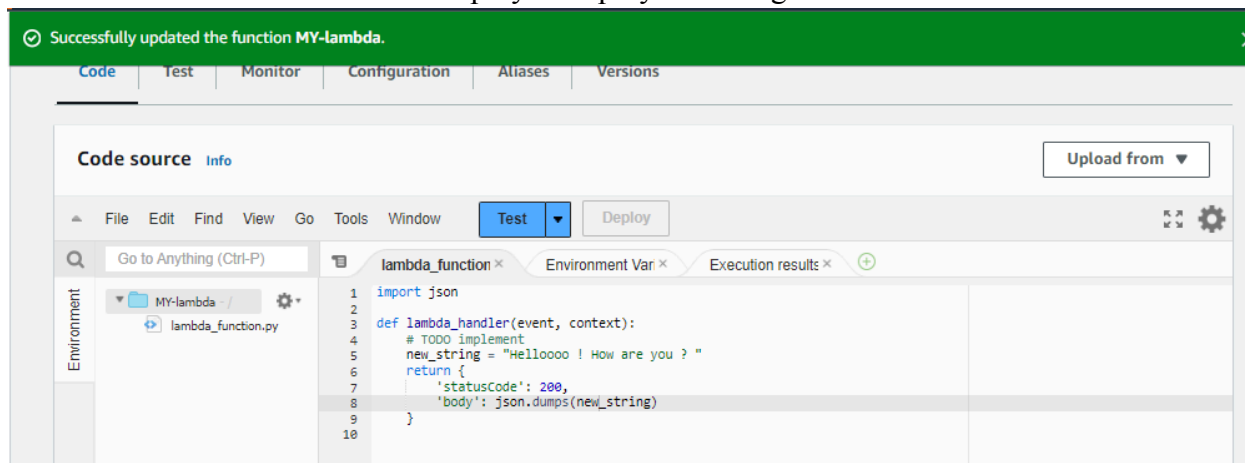 Successfully updated the function MY-lambda.
Code Test Monitor Configuration Aliases Versions
Code source Info
Upload from
File Edit Find View Go Tools Window Test Deploy
Go to Anything (Ctrl-P)
lambda_function Environment Vari Execution results
Environment
MY-lambda - /
lambda_function.py
1 import json
2
3 def lambda_handler(event, context):
4 # TODO implement
5 new_string = "Helloooo ! How are you ? "
6 return {
7 'statusCode': 200,
8 'body': json.dumps(new_string)
9 }
10